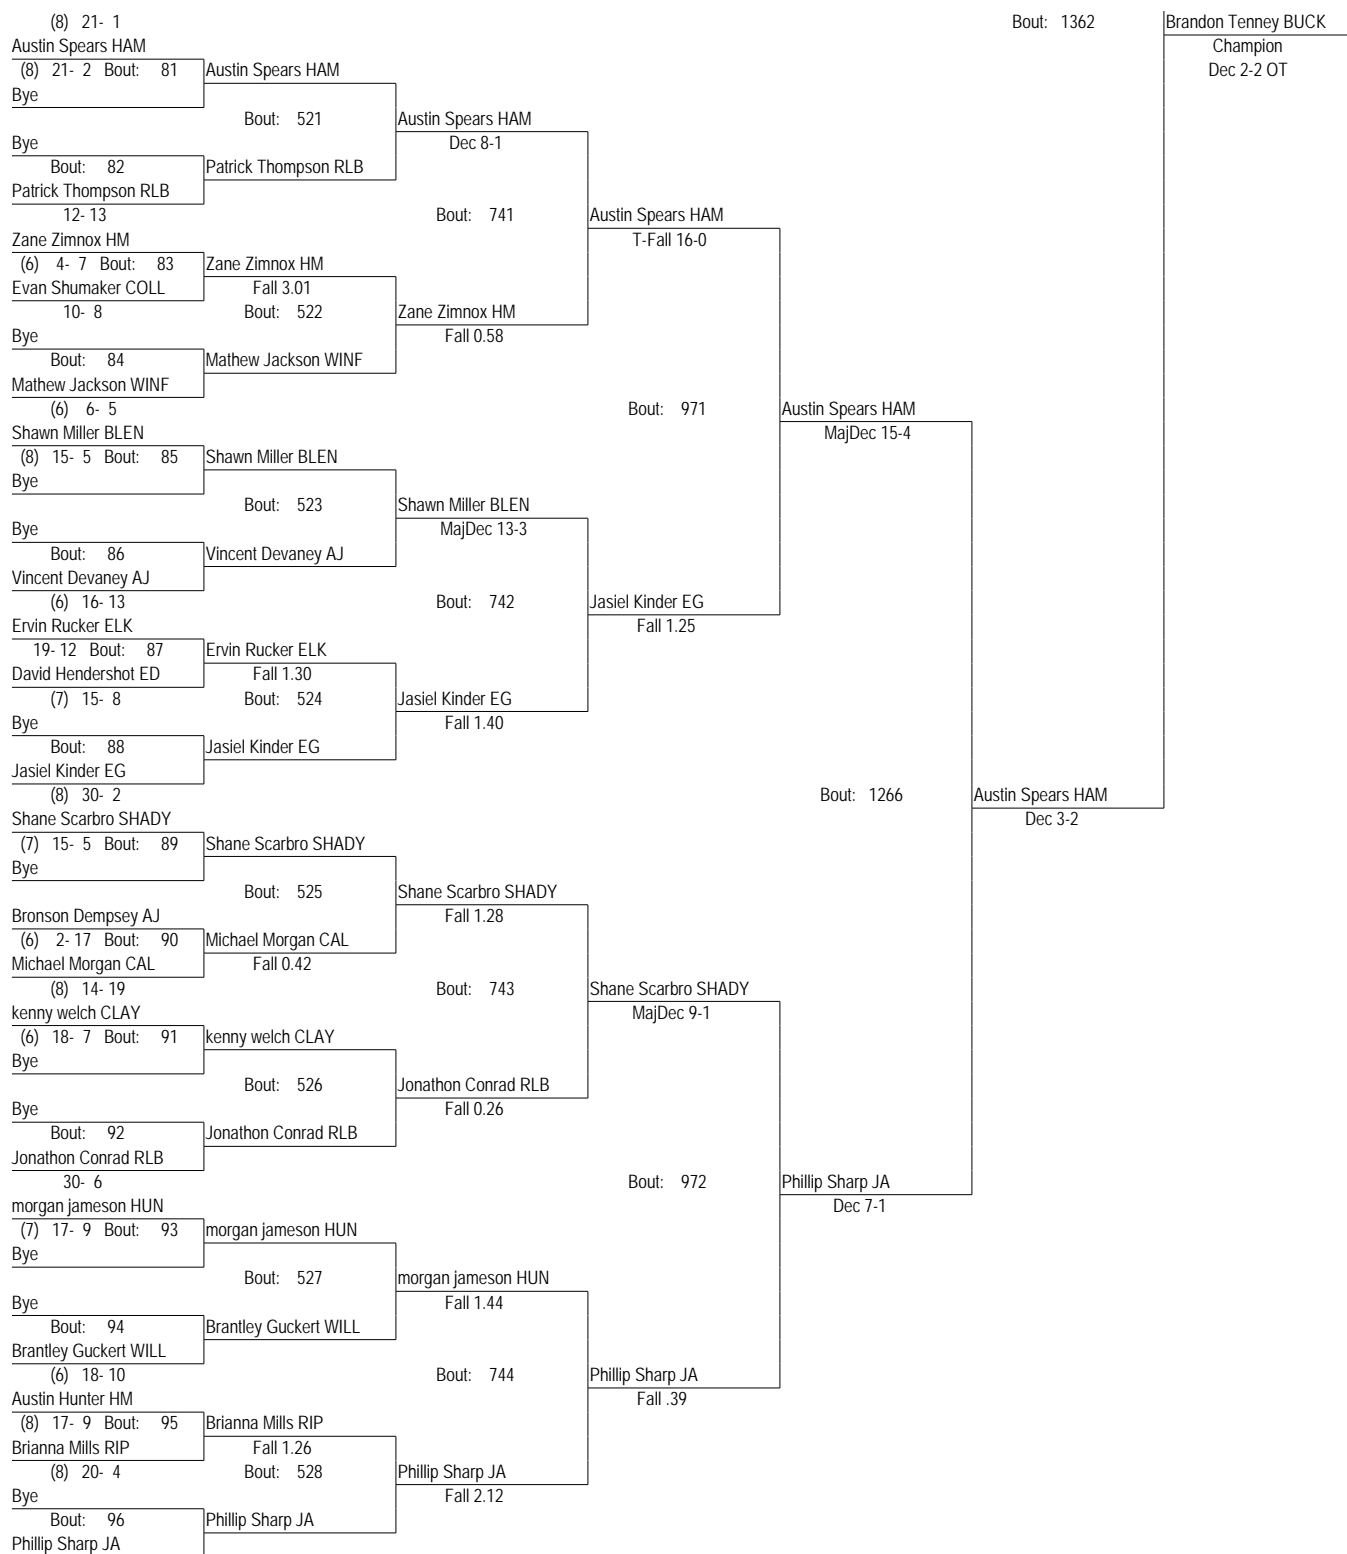 (8) 21- 1
Bout: 1362
Brandon Tenney BUCK
Austin Spears HAM
Champion
(8) 21- 2 Bout: 81
Austin Spears HAM
Dec 2-2 OT
Bye
Bout: 521
Austin Spears HAM
Bye
Dec 8-1
Bout: 82
Patrick Thompson RLB
Patrick Thompson RLB
12- 13
Bout: 741
Austin Spears HAM
Zane Zimnox HM
T-Fall 16-0
(6) 4- 7 Bout: 83
Zane Zimnox HM
Evan Shumaker COLL
Fall 3.01
10- 8
Bout: 522
Zane Zimnox HM
Bye
Fall 0.58
Bout: 84
Mathew Jackson WINF
Mathew Jackson WINF
(6) 6- 5
Bout: 971
Austin Spears HAM
Shawn Miller BLEN
MajDec 15-4
(8) 15- 5 Bout: 85
Shawn Miller BLEN
Bye
Bout: 523
Shawn Miller BLEN
Bye
MajDec 13-3
Bout: 86
Vincent Devaney AJ
Vincent Devaney AJ
(6) 16- 13
Bout: 742
Jasiel Kinder EG
Ervin Rucker ELK
Fall 1.25
19- 12 Bout: 87
Ervin Rucker ELK
David Hendershot ED
Fall 1.30
(7) 15- 8
Bout: 524
Jasiel Kinder EG
Bye
Fall 1.40
Bout: 88
Jasiel Kinder EG
Jasiel Kinder EG
(8) 30- 2
Bout: 1266
Austin Spears HAM
Shane Scarbro SHADY
Dec 3-2
(7) 15- 5 Bout: 89
Shane Scarbro SHADY
Bye
Bout: 525
Shane Scarbro SHADY
Bronson Dempsey AJ
Fall 1.28
(6) 2- 17 Bout: 90
Michael Morgan CAL
Michael Morgan CAL
Fall 0.42
(8) 14- 19
Bout: 743
Shane Scarbro SHADY
kenny welch CLAY
MajDec 9-1
(6) 18- 7 Bout: 91
kenny welch CLAY
Bye
Bout: 526
Jonathon Conrad RLB
Bye
Fall 0.26
Bout: 92
Jonathon Conrad RLB
Jonathon Conrad RLB
30- 6
Bout: 972
Phillip Sharp JA
morgan jameson HUN
Dec 7-1
(7) 17- 9 Bout: 93
morgan jameson HUN
Bye
Bout: 527
morgan jameson HUN
Bye
Fall 1.44
Bout: 94
Brantley Guckert WILL
Brantley Guckert WILL
(6) 18- 10
Bout: 744
Phillip Sharp JA
Austin Hunter HM
Fall .39
(8) 17- 9 Bout: 95
Brianna Mills RIP
Brianna Mills RIP
Fall 1.26
(8) 20- 4
Bout: 528
Phillip Sharp JA
Bye
Fall 2.12
Bout: 96
Phillip Sharp JA
Phillip Sharp JA